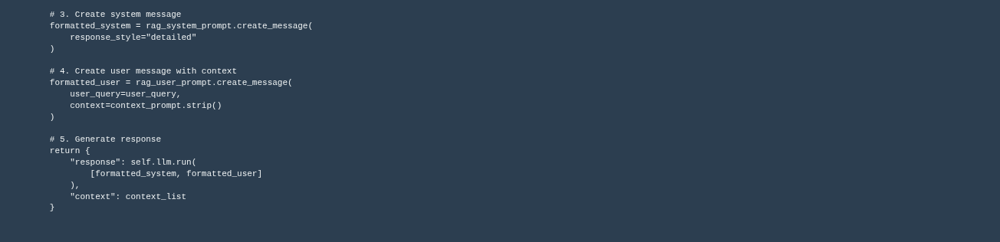 # 3. Create system message
formatted_system = rag_system_prompt.create_message(
    response_style="detailed"
)

# 4. Create user message with context
formatted_user = rag_user_prompt.create_message(
    user_query=user_query,
    context=context_prompt.strip()
)

# 5. Generate response
return {
    "response": self.llm.run(
        [formatted_system, formatted_user]
    ),
    "context": context_list
}